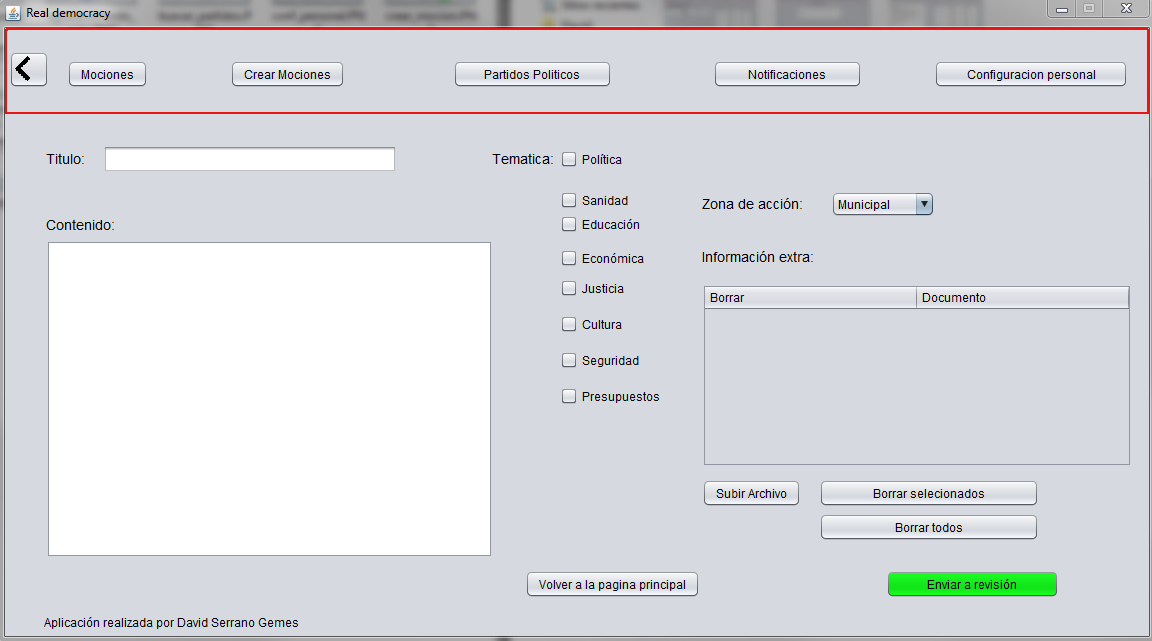 Real democracy
Mociones
Crear Mociones
Partidos Politicos
Notificaciones
Configuracion personal
Titulo:
Tematica:
Política
Sanidad
Educación
Económica
Justicia
Cultura
Seguridad
Presupuestos
Contenido:
Zona de acción:
Municipal
Información extra:
Borrar
Documento
Subir Archivo
Borrar selecionados
Borrar todos
Volver a la pagina principal
Enviar a revisión
Aplicación realizada por David Serrano Gemes